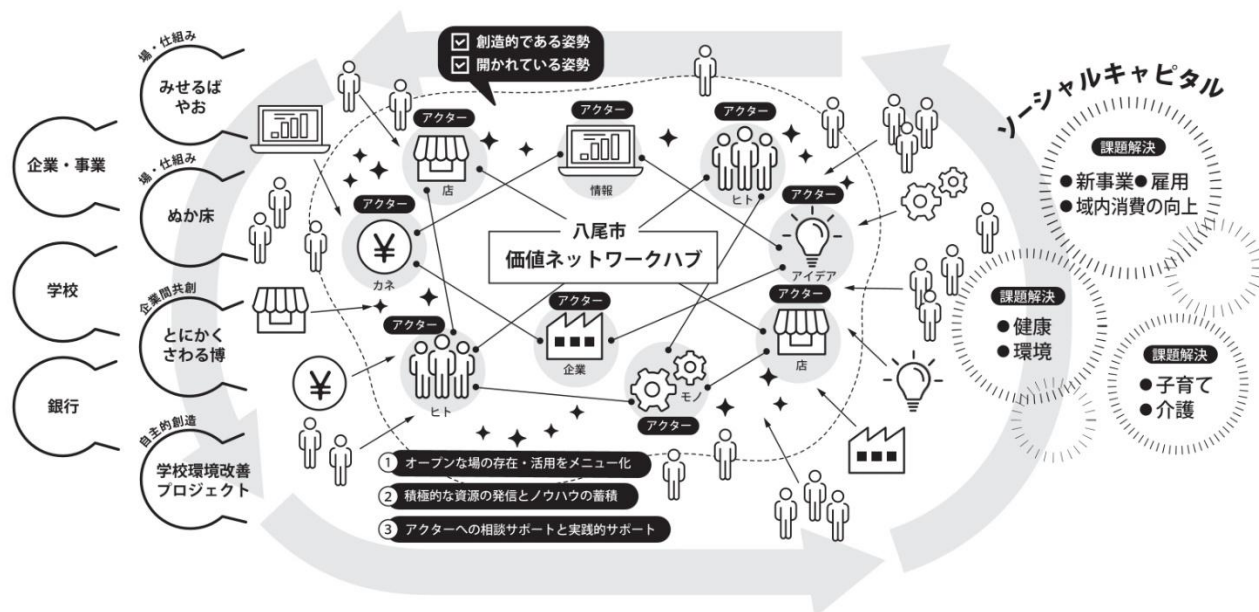 場・仕組み
みせるば
やお
企業・事業
場・仕組み
ぬか床
学校
企業間共創
とにかく
さわる博
銀行
自主的創造
学校環境改善
プロジェクト
創造的である姿勢
開かれている姿勢
アクター
店
アクター
情報
アクター
ヒト
アクター
¥
カネ
アクター
アイデア
八尾市
価値ネットワークハブ
アクター
ヒト
アクター
企業
モノ
アクター
アクター
店
¥
1 オープンな場の存在・活用をメニュー化
2 積極的な資源の発信とノウハウの蓄積
3 アクターへの相談サポートと実践的サポート
ソーシャルキャピタル
課題解決
●新事業●雇用
●域内消費の向上
課題解決
●健康
●環境
課題解決
●子育て
●介護